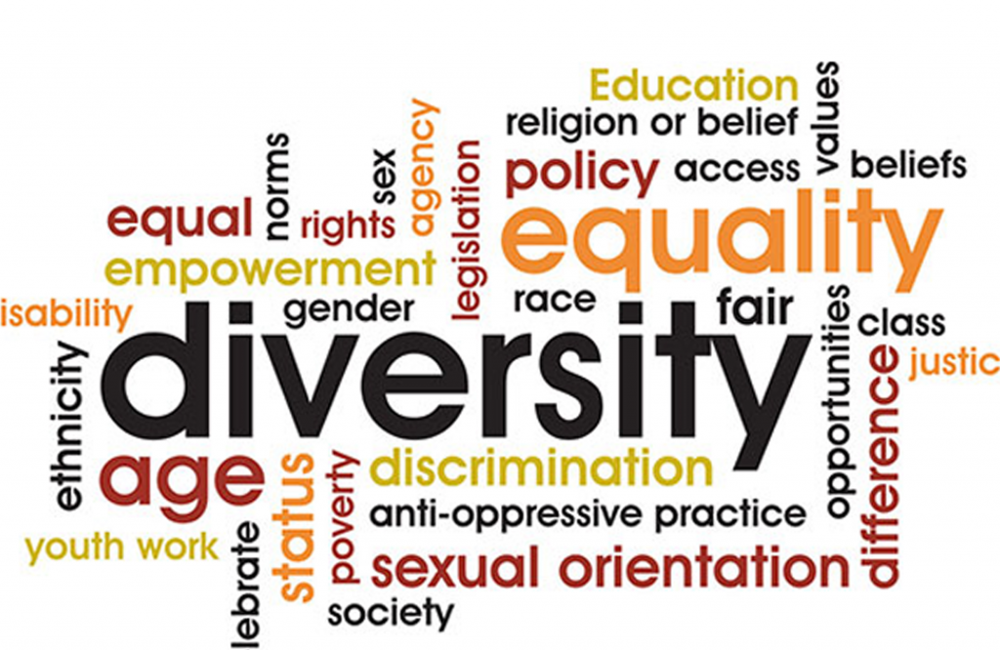 Education
values
religion or belief
norms
sex
agency
legislation
policy
access
beliefs
equal
rights
equality
empowerment
isability
gender
race
fair
opportunities
class
diversity
ethnicity
difference
justic
age
status
poverty
discrimination
anti-oppressive practice
youth work
lebrate
sexual orientation
society